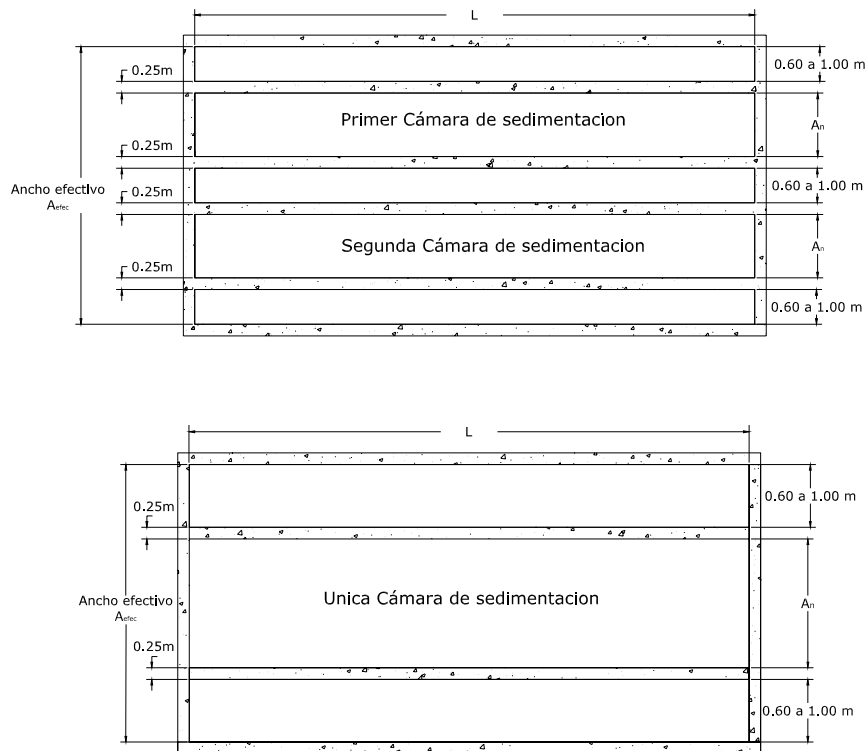 L
0.25m
0.60 a 1.00 m
Primer Cámara de sedimentacion
An
0.25m
Ancho efectivo
Aefec
0.25m
0.60 a 1.00 m
Segunda Cámara de sedimentacion
An
0.25m
0.60 a 1.00 m
L
0.25m
0.60 a 1.00 m
Ancho efectivo
Aefec
Unica Cámara de sedimentacion
An
0.25m
0.60 a 1.00 m